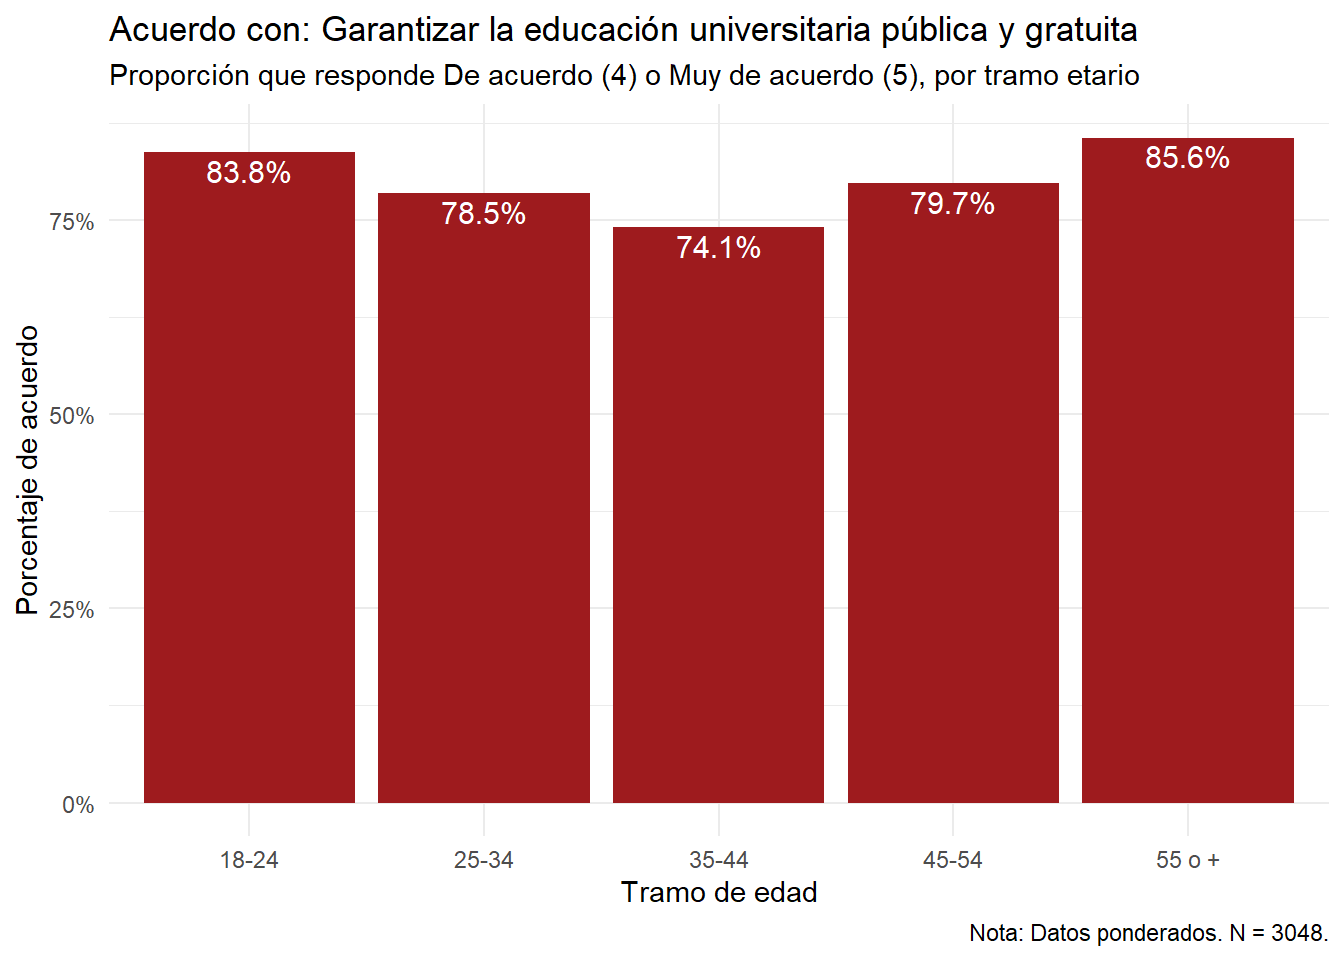 Acuerdo con: Garantizar la educación universitaria pública y gratuita
Proporción que responde De acuerdo (4) o Muy de acuerdo (5), por tramo etario
83.8%
78.5%
74.1%
79.7%
85.6%
75%
50%
25%
0%
Porcentaje de acuerdo
18-24
25-34
35-44
45-54
55 o +
Tramo de edad
Nota: Datos ponderados. N = 3048.